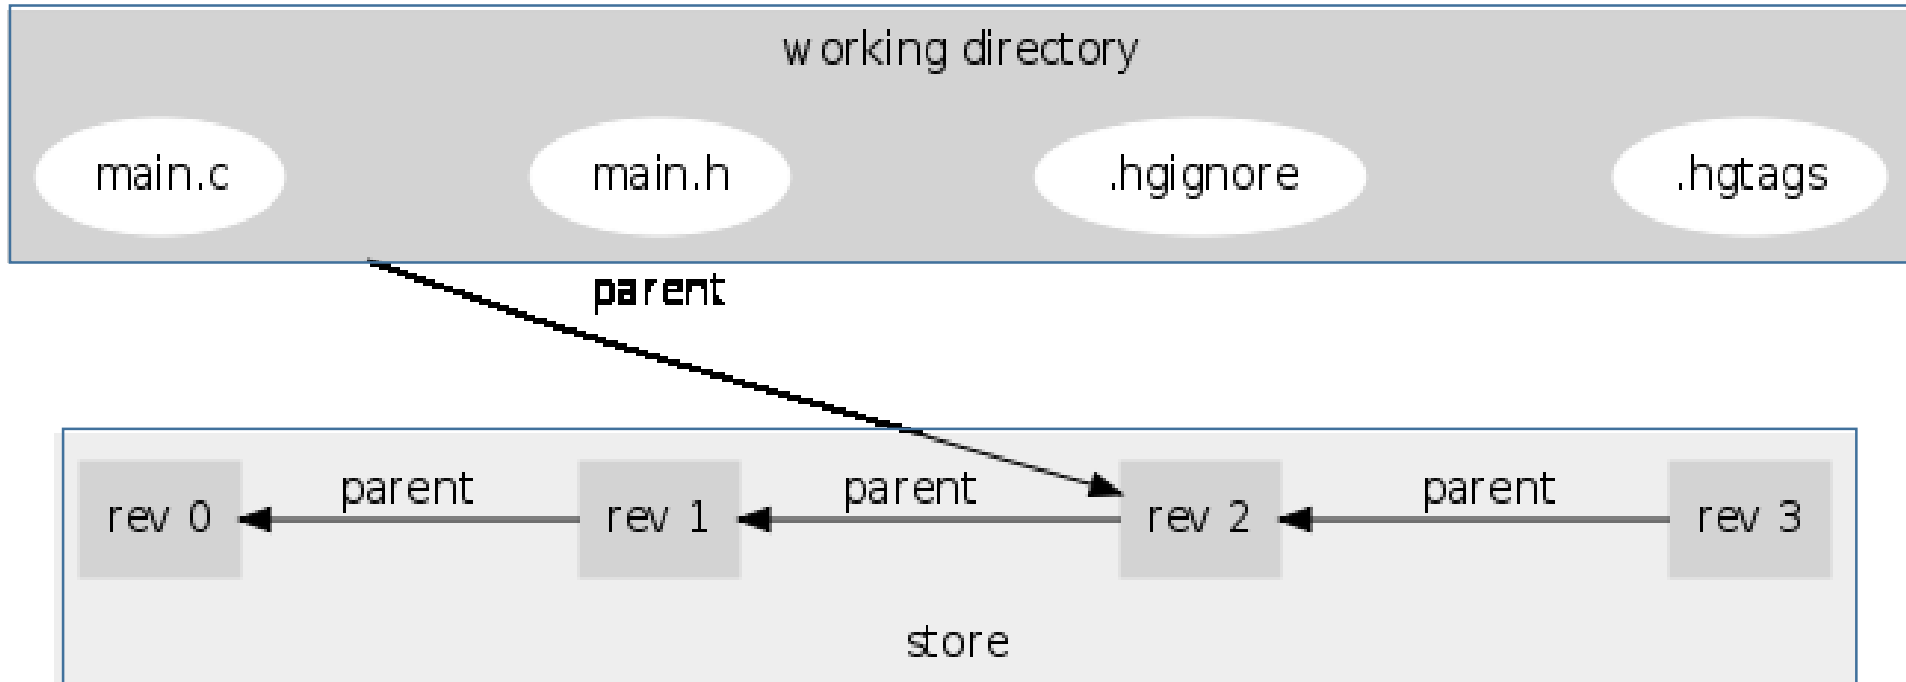 working directory
main.c main.h .hgignore .hgtags
parent
parent parent parent
rev 0 rev 1 rev 2 rev 3
store